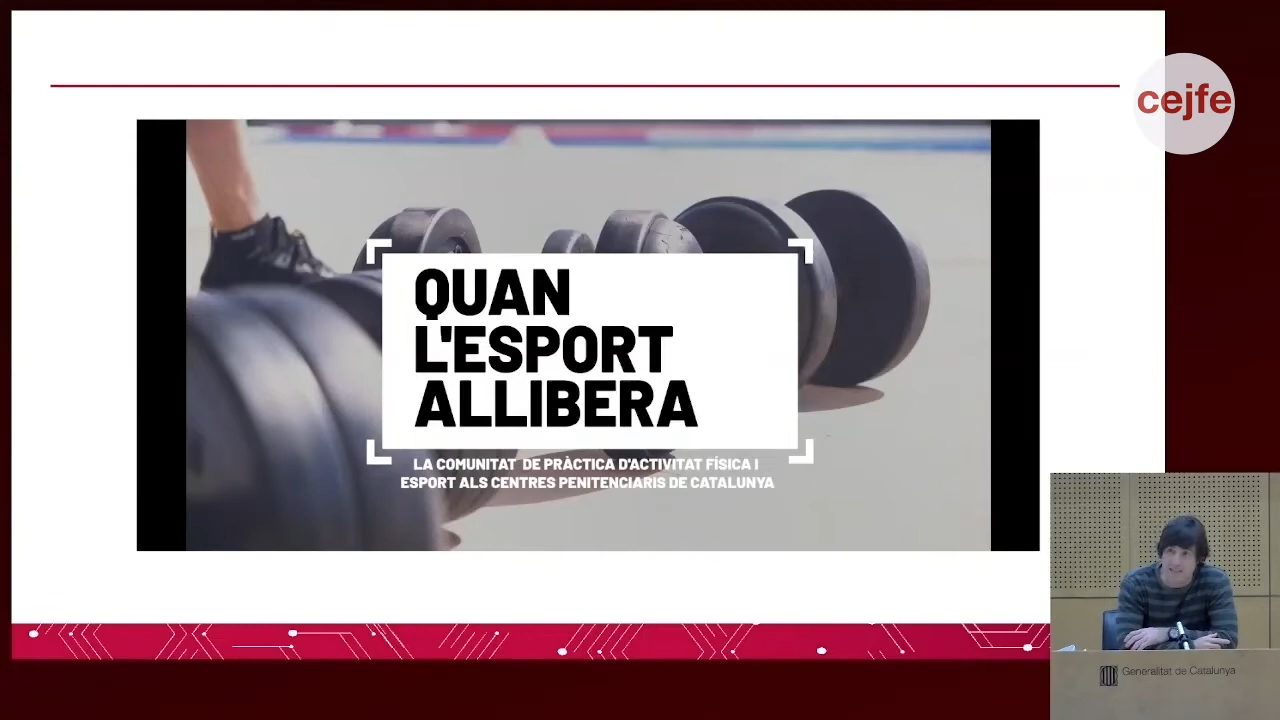 cejfe
QUAN
L'ESPORT
ALLIBERA
LA COMUNITAT DE PRÀCTICA D'ACTIVITAT FÍSICA I
ESPORT ALS CENTRES PENITENCIARIS DE CATALUNYA
Generalitat de Catalunya